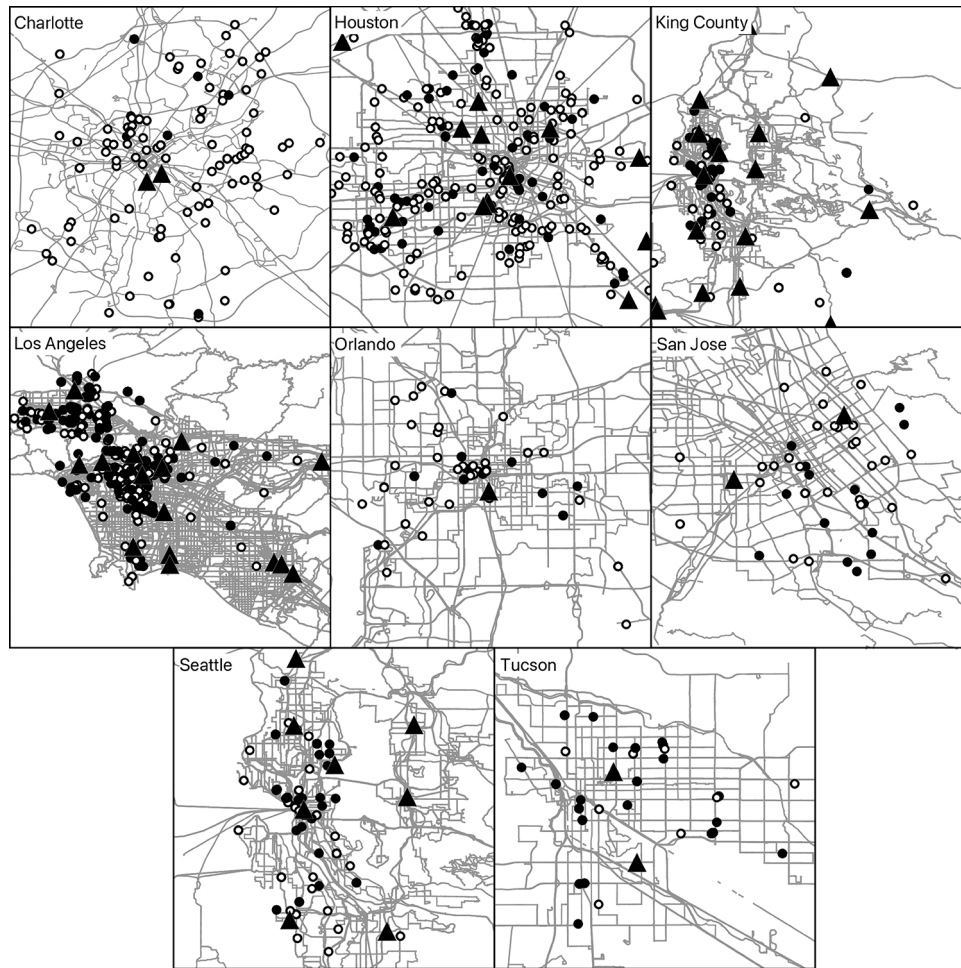 Charlotte
Houston
King County
Los Angeles
Orlando
San Jose
Seattle
Tucson